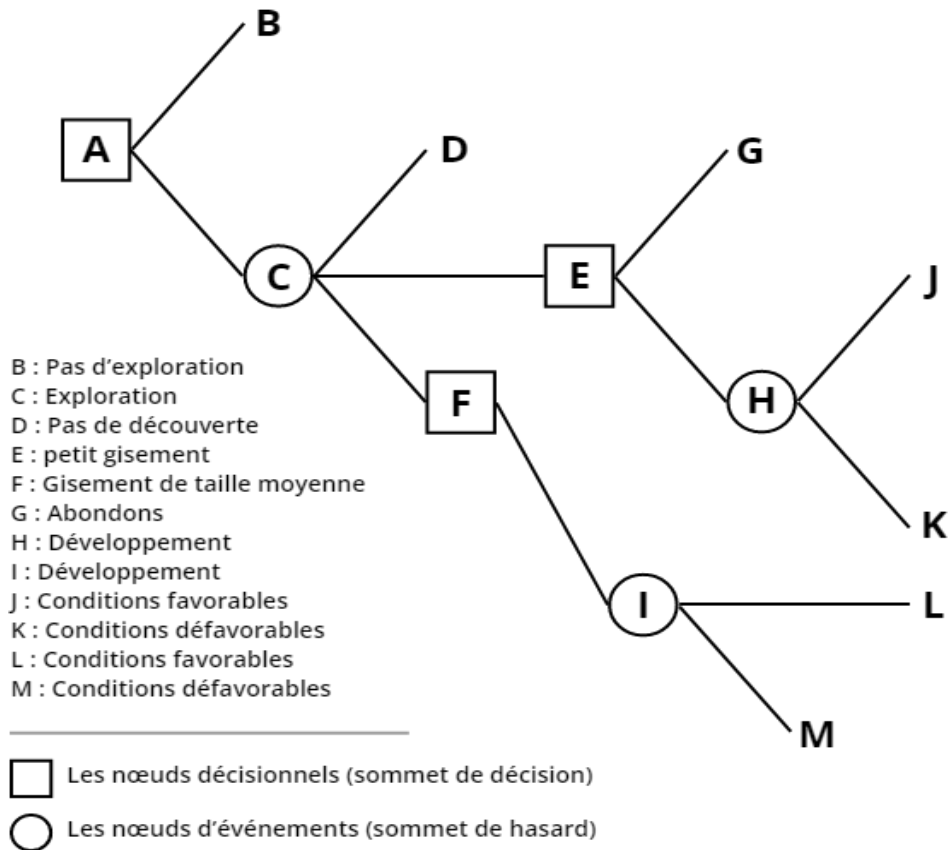 B
A
D
G
C
E
J
F
H
K
I
L
M
B : Pas d'exploration
C : Exploration
D : Pas de découverte
E : petit gisement
F : Gisement de taille moyenne
G : Abondons
H : Développement
I : Développement
J : Conditions favorables
K : Conditions défavorables
L : Conditions favorables
M : Conditions défavorables
Les nœuds décisionnels (sommet de décision)
Les nœuds d'événements (sommet de hasard)